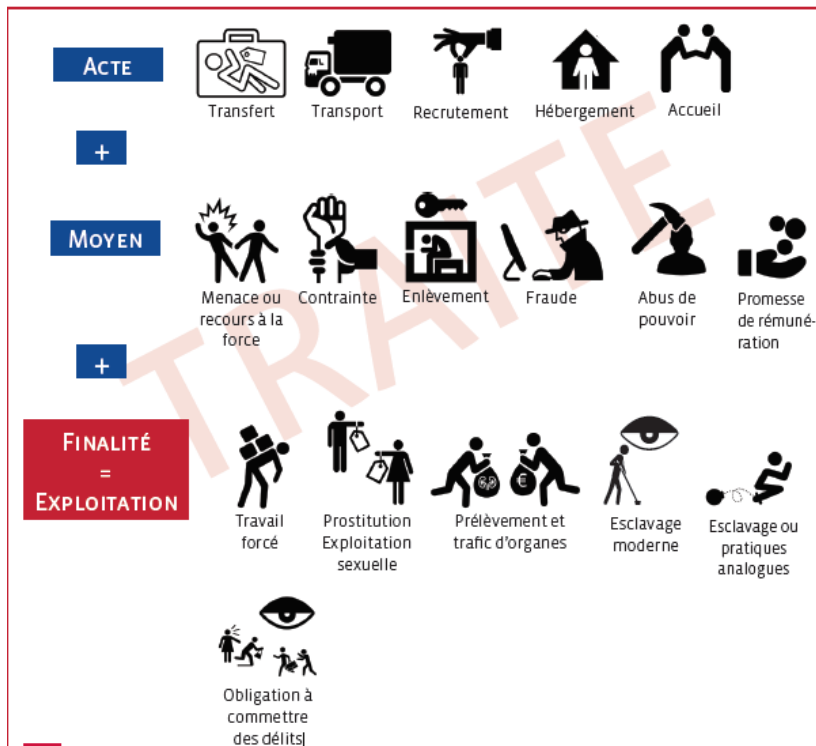 ACTE
Transfert
Transport
Recrutement
Hébergement
Accueil
+
MOYEN
Menace ou
recours à la
force
Contrainte
Enlèvement
Fraude
Abus de
pouvoir
Promesse
de rémuné-
ration
+
TRAITE
FINALITÉ
=
EXPLOITATION
Travail
forcé
Prostitution
Exploitation
sexuelle
Prélèvement et
trafic d'organes
€
Esclavage
moderne
Esclavage ou
pratiques
analogues
Obligation à
commettre
des délits